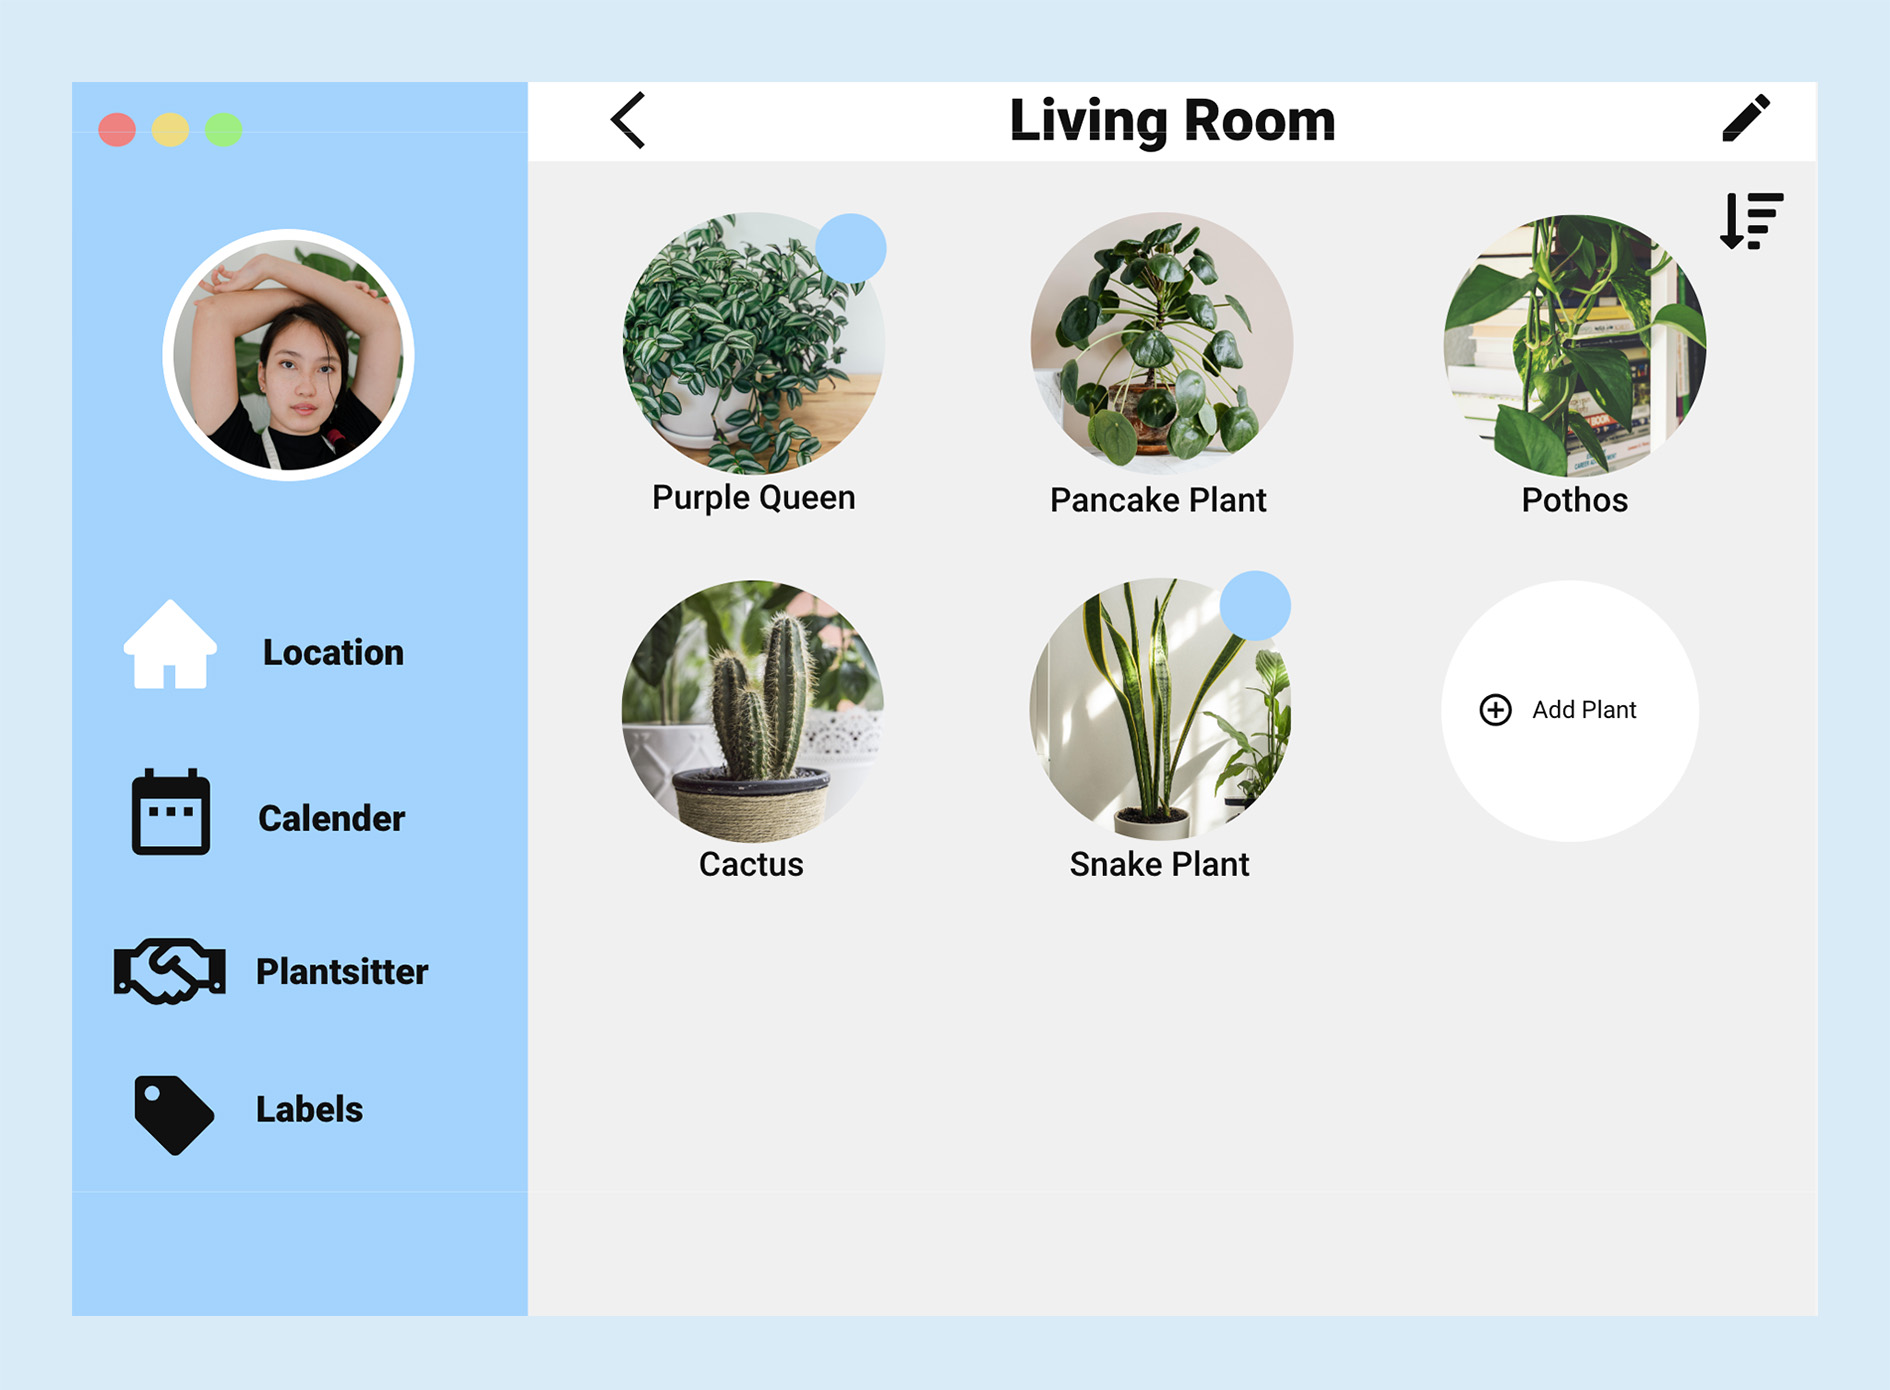 Living Room
Location
Calender
Plantsitter
Labels
Purple Queen
Pancake Plant
Pothos
Cactus
Snake Plant
Add Plant